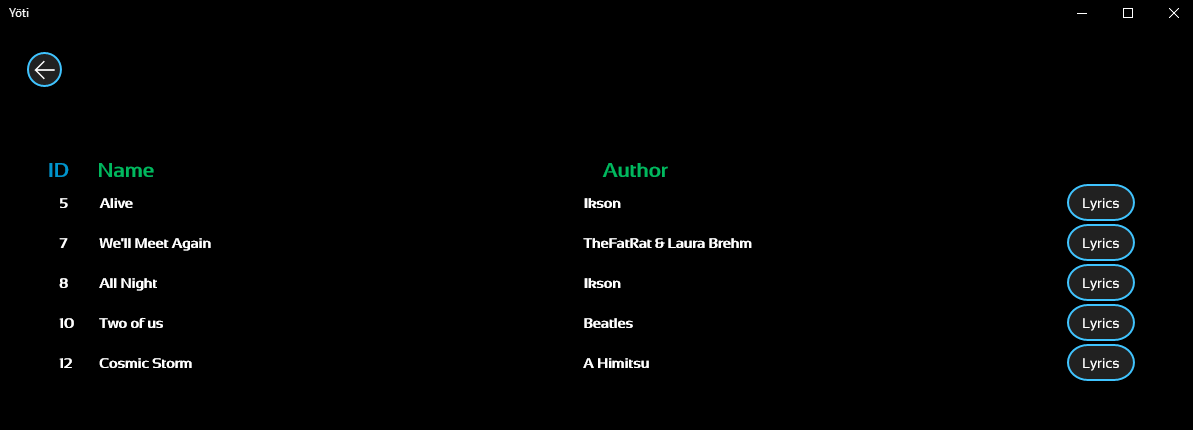 Yöti
ID Name Author
5 Alive Ikson Lyrics
7 We'll Meet Again TheFatRat & Laura Brehm Lyrics
8 All Night Ikson Lyrics
10 Two of us Beatles Lyrics
12 Cosmic Storm A Himitsu Lyrics